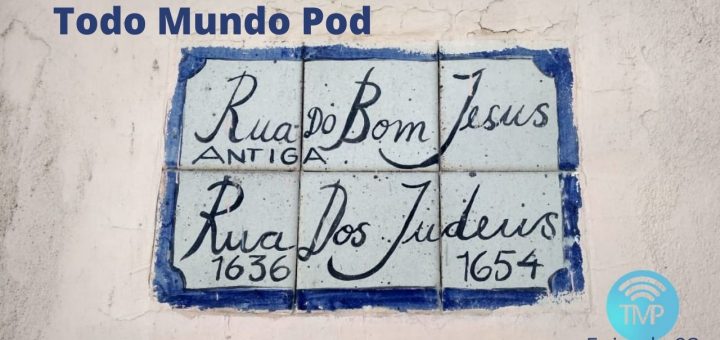 Todo Mundo Pod
Rua DO Bom Jesus
ANTIGA
Rua Dos Judeus
1636 1654
TMP